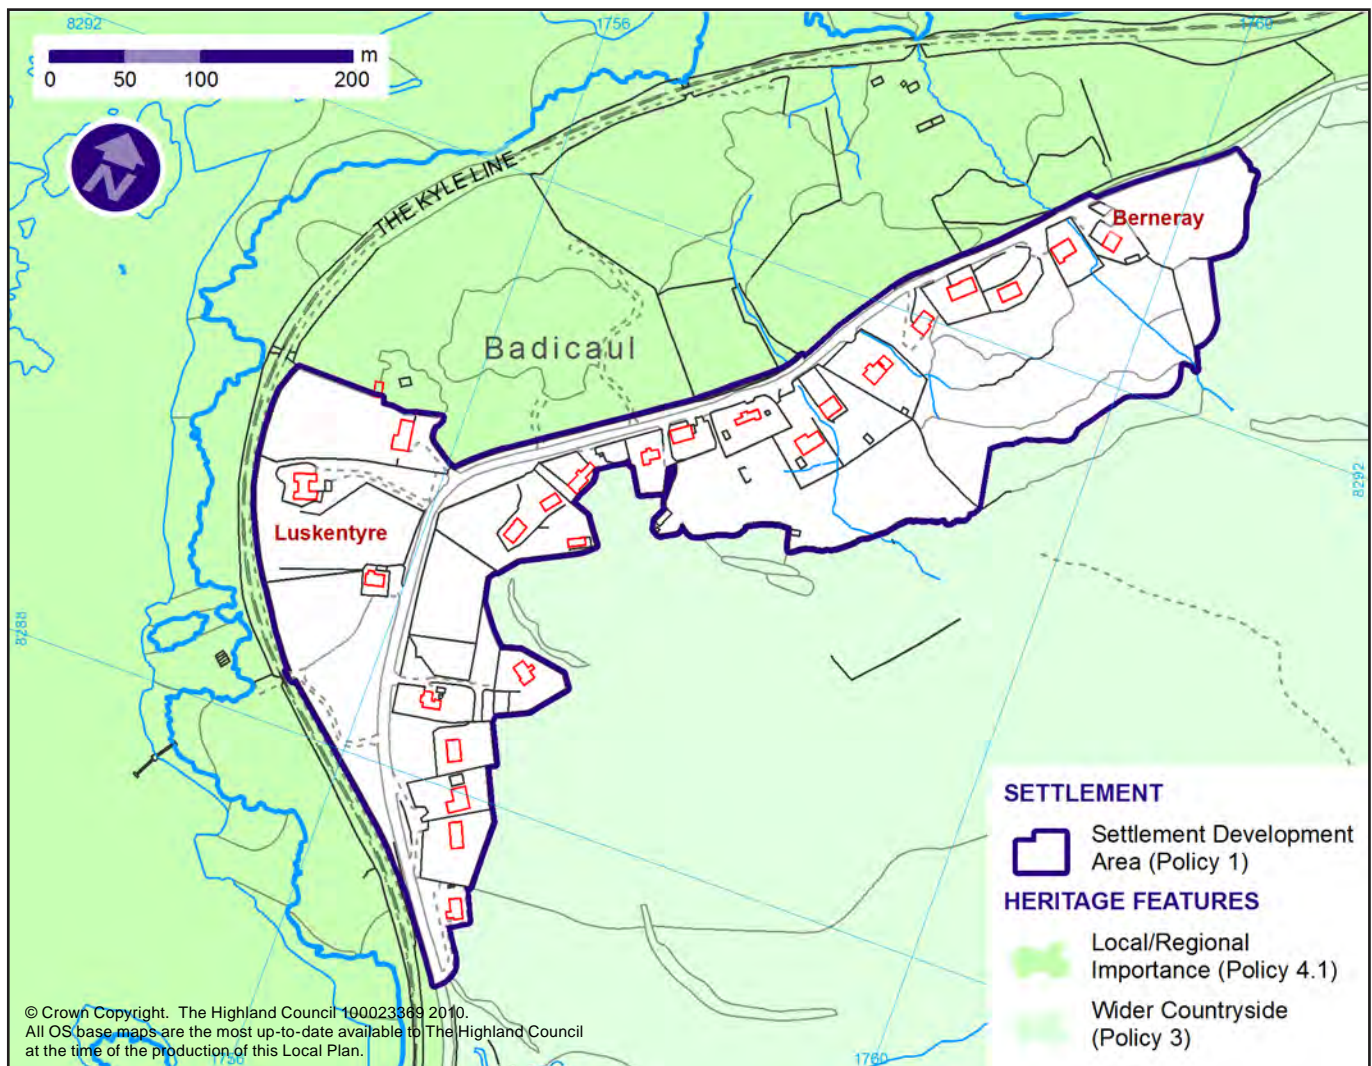 8292
1756
1760
m
0 50 100 200
N
THE KYLE LINE
Berneray
Badicaul
8292
Luskentyre
8288
SETTLEMENT
Settlement Development
Area (Policy 1)
HERITAGE FEATURES
Local/Regional
Importance (Policy 4.1)
Wider Countryside
(Policy 3)
© Crown Copyright. The Highland Council 100023369 2010.
All OS base maps are the most up-to-date available to The Highland Council
at the time of the production of this Local Plan.
1756
1760